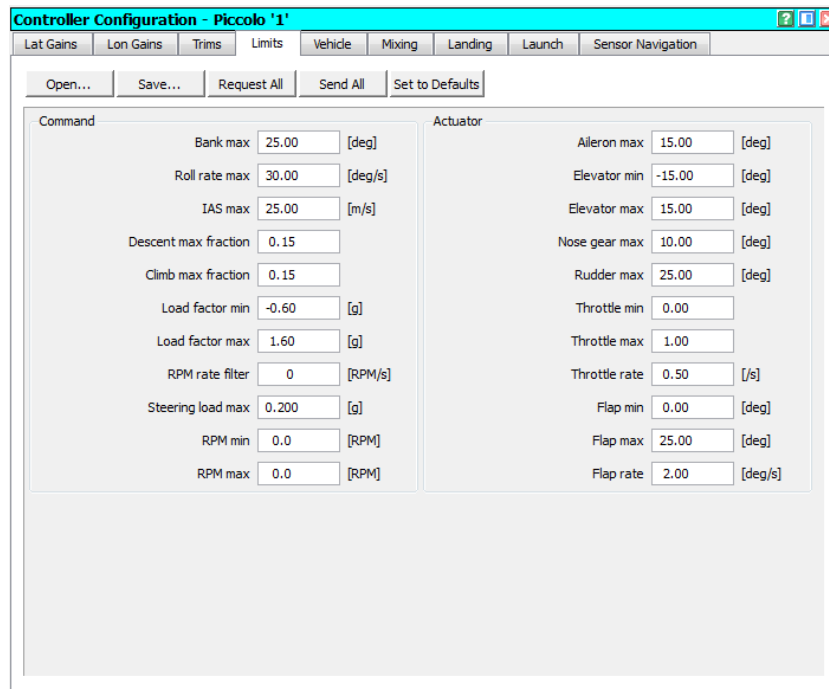 Controller Configuration - Piccolo '1'
Lat Gains Lon Gains Trims Limits Vehicle Mixing Landing Launch Sensor Navigation
Open... Save... Request All Send All Set to Defaults
Command
Bank max 25.00 [deg]
Roll rate max 30.00 [deg/s]
IAS max 25.00 [m/s]
Descent max fraction 0.15
Climb max fraction 0.15
Load factor min -0.60 [g]
Load factor max 1.60 [g]
RPM rate filter 0 [RPM/s]
Steering load max 0.200 [g]
RPM min 0.0 [RPM]
RPM max 0.0 [RPM]
Actuator
Aileron max 15.00 [deg]
Elevator min -15.00 [deg]
Elevator max 15.00 [deg]
Nose gear max 10.00 [deg]
Rudder max 25.00 [deg]
Throttle min 0.00
Throttle max 1.00
Throttle rate 0.50 [/s]
Flap min 0.00 [deg]
Flap max 25.00 [deg]
Flap rate 2.00 [deg/s]